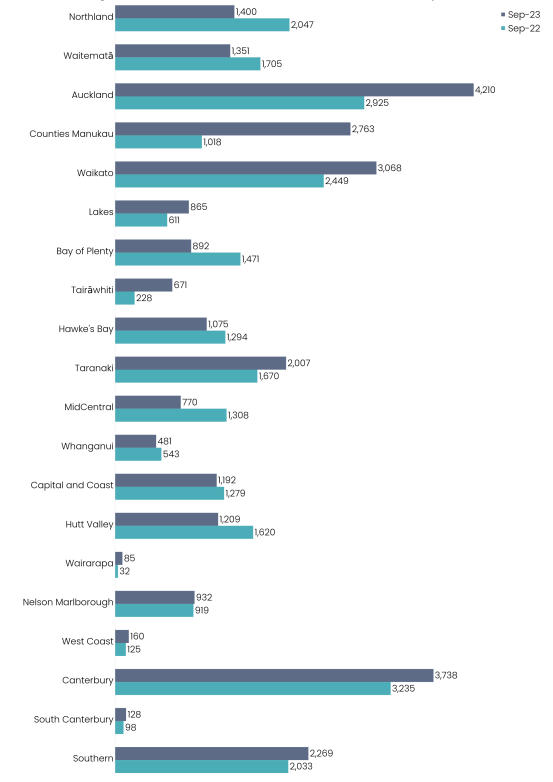 Sep-23
Sep-22
Northland 1,400
2,047
Waitematā 1,351
1,705
Auckland 4,210
2,925
Counties Manukau 2,763
1,018
Waikato 3,068
2,449
Lakes 865
611
Bay of Plenty 892
1,471
Tairāwhiti 671
228
Hawke's Bay 1,075
1,294
Taranaki 2,007
1,670
MidCentral 770
1,308
Whanganui 481
543
Capital and Coast 1,192
1,279
Hutt Valley 1,209
1,620
Wairarapa 85
32
Nelson Marlborough 932
919
West Coast 160
125
Canterbury 3,738
3,235
South Canterbury 128
98
Southern 2,269
2,033